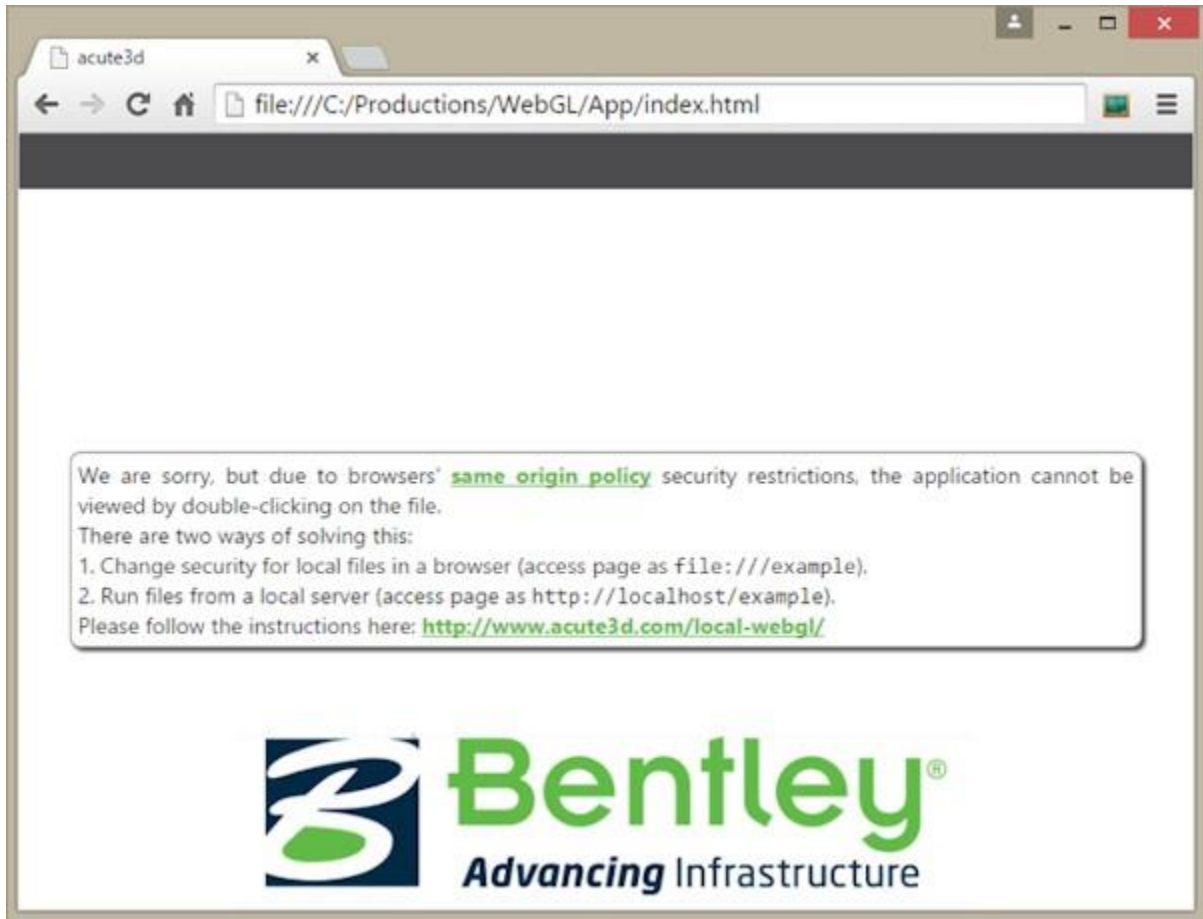 acute3d
file:///C:/Productions/WebGL/App/index.html
We are sorry, but due to browsers' same origin policy security restrictions, the application cannot be
viewed by double-clicking on the file.
There are two ways of solving this:
1. Change security for local files in a browser (access page as file:///example).
2. Run files from a local server (access page as http://localhost/example).
Please follow the instructions here: http://www.acute3d.com/local-webgl/
Bentley®
Advancing Infrastructure